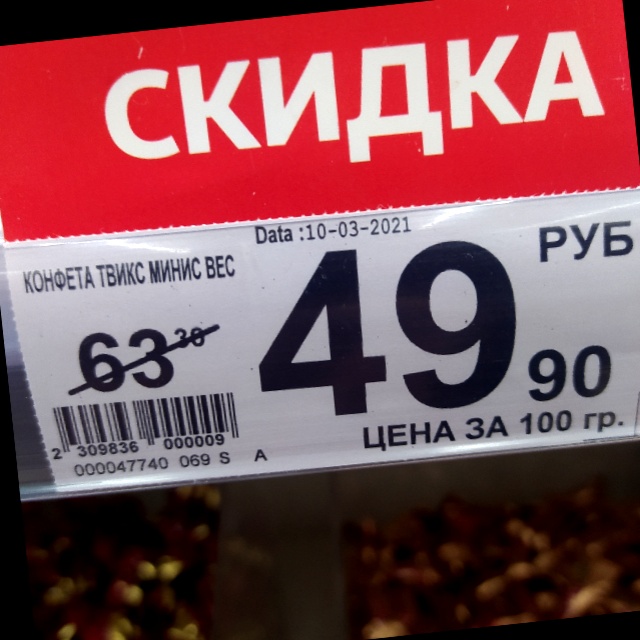 СКИДКА
Data :10-03-2021
РУБ
КОНФЕТА ТВИКС МИНИС ВЕС
63 30
49 90
2 309836 000009
ЦЕНА ЗА 100 гр.
000047740 069 S A